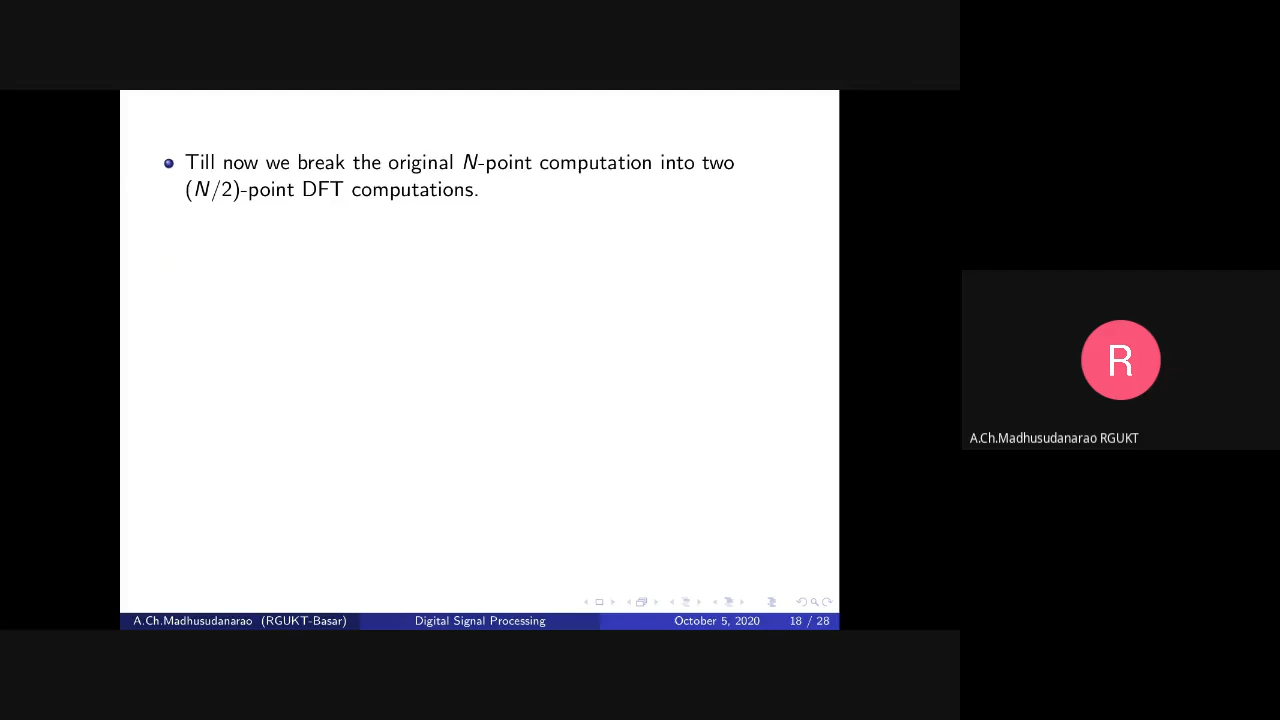 Till now we break the original N-point computation into two
(N/2)-point DFT computations.
R
A.Ch.Madhusudanarao RGUKT
A.Ch.Madhusudanarao (RGUKT-Basar) Digital Signal Processing October 5, 2020 18 / 28